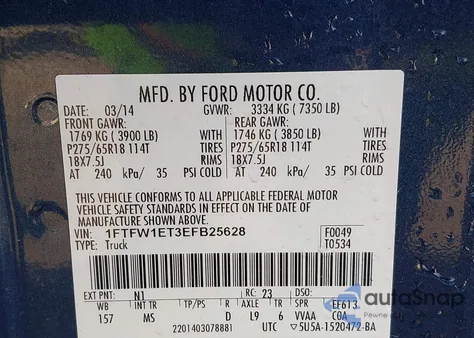 MFD. BY FORD MOTOR CO.
DATE: 03/14 GVWR: 3334 KG ( 7350 LB)
FRONT GAWR: REAR GAWR:
1769 KG ( 3900 LB) WITH 1746 KG ( 3850 LB) WITH
P275/65R18 114T TIRES P275/65R18 114T TIRES
18X7.5J RIMS 18X7.5J RIMS
AT 240 kPa/ 35 PSI COLD AT 240 kPa/ 35 PSI COLD
THIS VEHICLE CONFORMS TO ALL APPLICABLE FEDERAL MOTOR
VEHICLE SAFETY STANDARDS IN EFFECT ON THE DATE OF MANUFACTURE SHOWN ABOVE.
VIN: 1FTFW1ET3EFB25628 F0049
TYPE: Truck T0534
EXT PNT: N1 RC: 23 DSO:
WB INT TR TP/PS R AXLE TR SPR EF613
157 MS D L9 6 VVAA C0A
2201403078881 UTC 5U5A-1520472-BA
autoSnap
Powered by